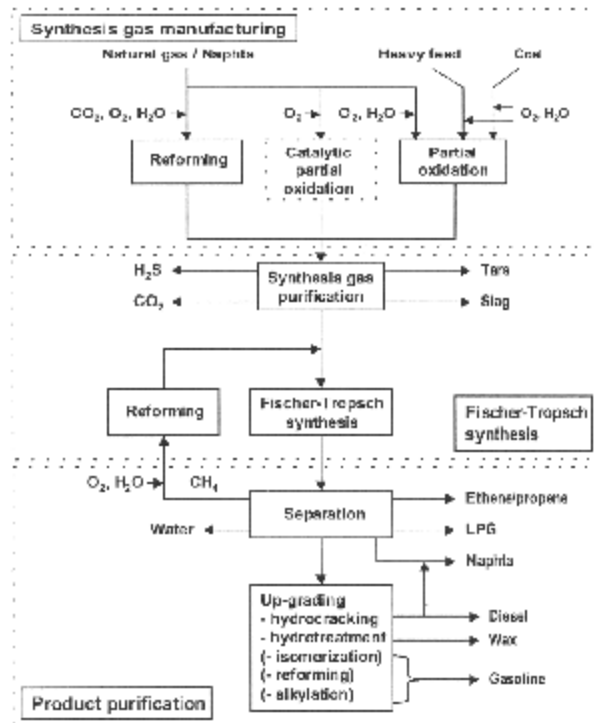 Synthesis gas manufacturing
Natural gas / Naphta
Heavy feed
Coal
CO2, O2, H2O
O2
O2, H2O
O2, H2O
Reforming
Catalytic
partial
oxidation
Partial
oxidation
H2S
Synthesis gas
purification
Tars
CO2
Slag
Reforming
Fischer-Tropsch
synthesis
Fischer-Tropsch
synthesis
O2, H2O
CH4
Separation
Ethene/propene
Water
LPG
Naphta
Up-grading
- hydrocracking
- hydrotreatment
(- isomerization)
(- reforming)
(- alkylation)
Diesel
Wax
Gasoline
Product purification